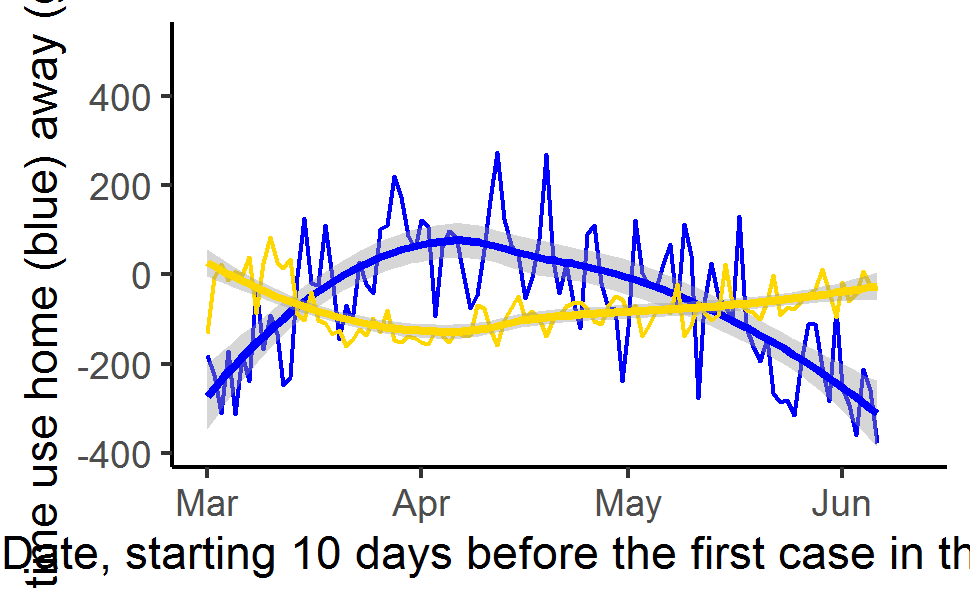 time use home (blue) away (
400
200
0
-200
-400
Mar Apr May Jun
Date, starting 10 days before the first case in th